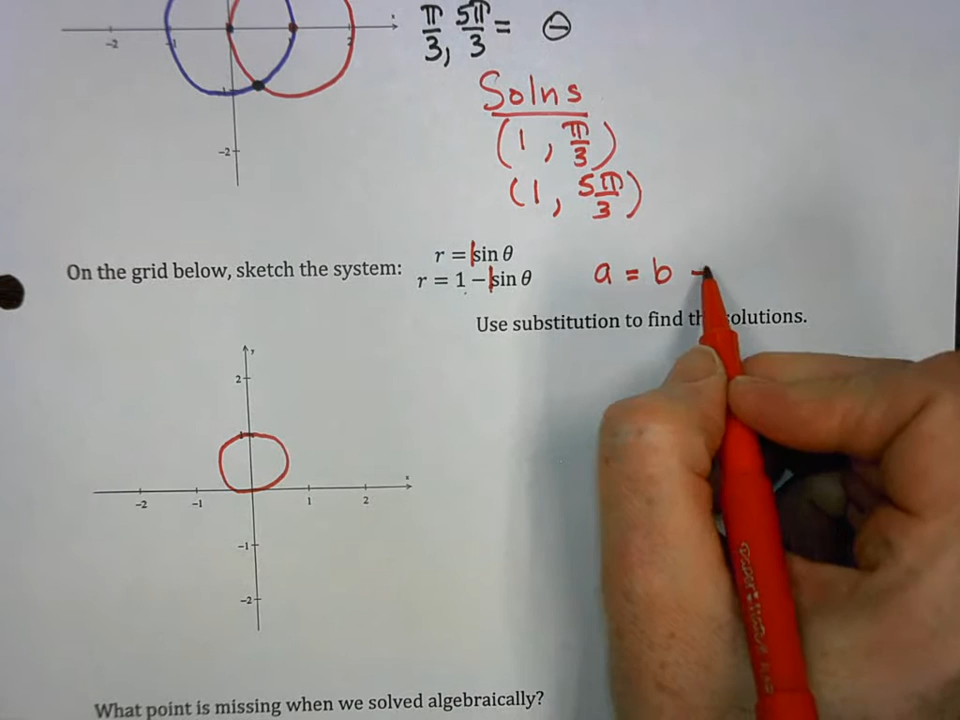 -2 -1 2 x
π/3, 5π/3 = θ
1
-2
Solns
(1, π/3)
(1, 5π/3)
On the grid below, sketch the system: r = sin θ
r = 1 − sin θ
a = b
Use substitution to find th olutions.
y
2
1
x
-2 -1 1 2
-1
-2
What point is missing when we solved algebraically?